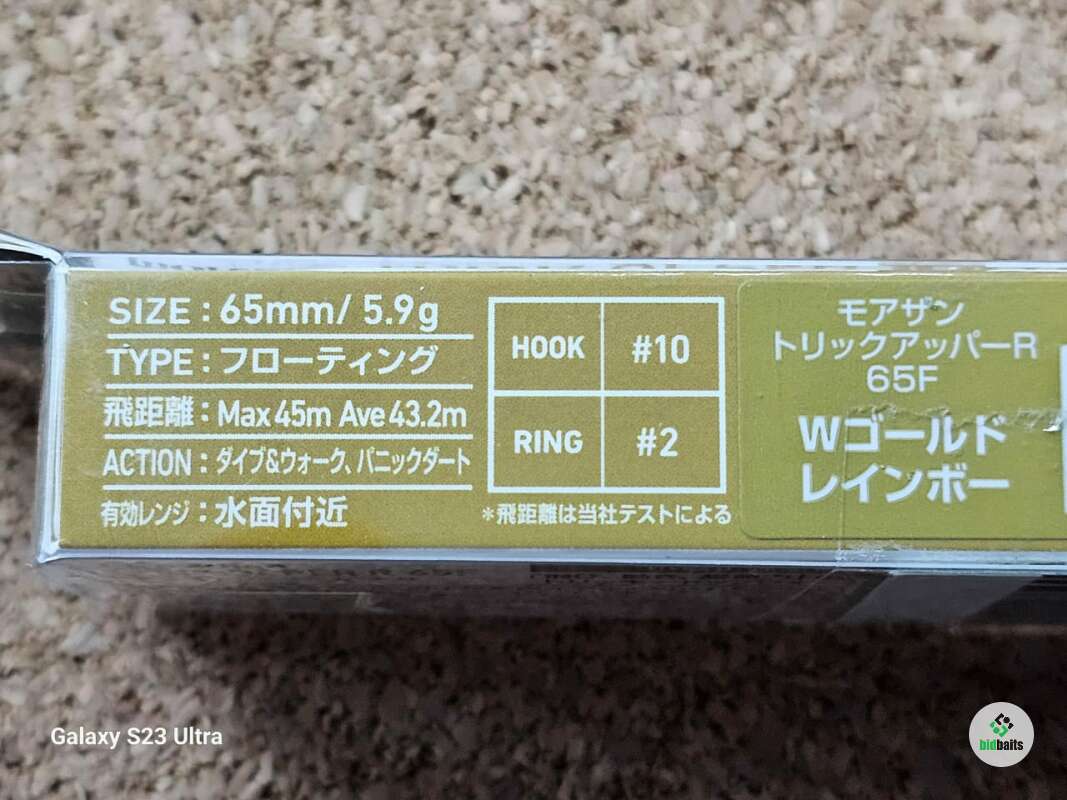 SIZE：65mm/ 5.9g
TYPE：フローティング
飛距離：Max 45m Ave 43.2m
ACTION：ダイブ&ウォーク、パニックダート
有効レンジ：水面付近
HOOK #10
RING #2
*飛距離は当社テストによる
モアザン
トリックアッパーR
65F
Wゴールド
レインボー
Galaxy S23 Ultra
bidbaits